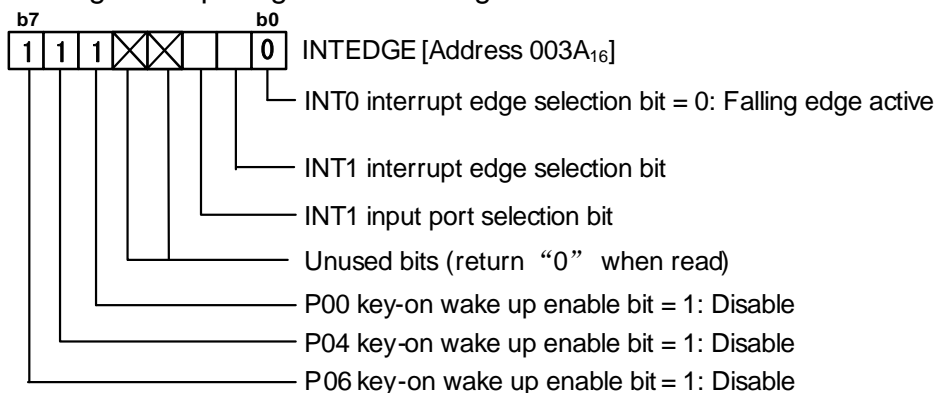 b7 b0
1 1 1 0 INTEDGE [Address 003A₁₆]
INT0 interrupt edge selection bit = 0: Falling edge active
INT1 interrupt edge selection bit
INT1 input port selection bit
Unused bits (return “0” when read)
P00 key-on wake up enable bit = 1: Disable
P04 key-on wake up enable bit = 1: Disable
P06 key-on wake up enable bit = 1: Disable